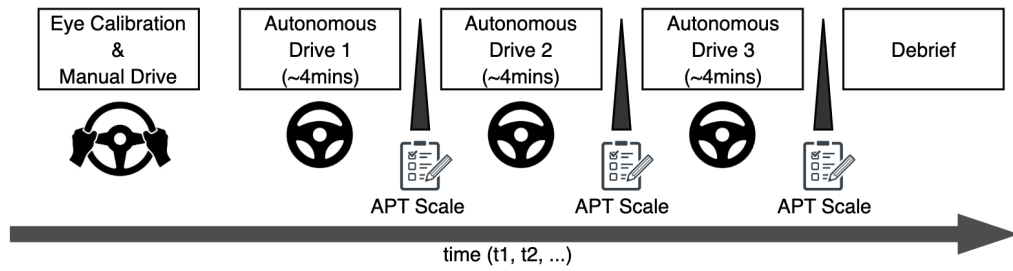 Eye Calibration
&
Manual Drive
Autonomous
Drive 1
(~4mins)
Autonomous
Drive 2
(~4mins)
Autonomous
Drive 3
(~4mins)
Debrief
APT Scale
APT Scale
APT Scale
time (t1, t2, ...)